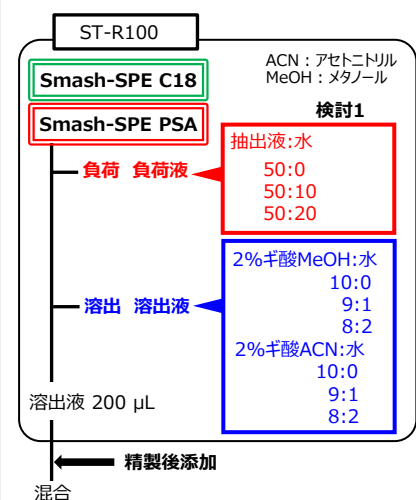 ST-R100
ACN：アセトニトリル
MeOH：メタノール
Smash-SPE C18
Smash-SPE PSA
検討1
負荷 負荷液
抽出液:水
50:0
50:10
50:20
溶出 溶出液
2%ギ酸MeOH:水
10:0
9:1
8:2
2%ギ酸ACN:水
10:0
9:1
8:2
溶出液 200 µL
精製後添加
混合